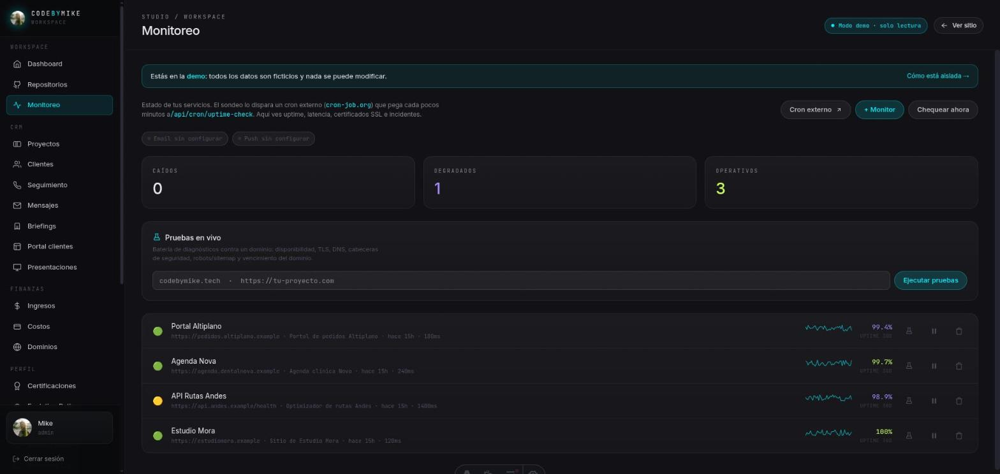 CODEBYMIKE
WORKSPACE
WORKSPACE
Dashboard
Repositorios
Monitoreo
CRM
Proyectos
Clientes
Seguimiento
Mensajes
Briefings
Portal clientes
Presentaciones
FINANZAS
Ingresos
Costos
Dominios
PERFIL
Certificaciones
Mike
admin
Cerrar sesión
STUDIO / WORKSPACE
Monitoreo
Modo demo · solo lectura
← Ver sitio
Estás en la demo: todos los datos son ficticios y nada se puede modificar.
Cómo está aislada →
Estado de tus servicios. El sondeo lo dispara un cron externo (cron-job.org) que pega cada pocos
minutos a /api/cron/uptime-check. Aquí ves uptime, latencia, certificados SSL e incidentes.
Cron externo ↗
+ Monitor
Chequear ahora
Email sin configurar
Push sin configurar
CAÍDOS
0
DEGRADADOS
1
OPERATIVOS
3
Pruebas en vivo
Batería de diagnósticos contra un dominio: disponibilidad, TLS, DNS, cabeceras
de seguridad, robots/sitemap y vencimiento del dominio.
codebymike.tech · https://tu-proyecto.com
Ejecutar pruebas
Portal Altiplano
https://pedidos.altiplano.example · Portal de pedidos Altiplano · hace 15h · 180ms
99.4%
UPTIME 30D
Agenda Nova
https://agenda.dentalnova.example · Agenda clínica Nova · hace 15h · 240ms
99.7%
UPTIME 30D
API Rutas Andes
https://api.andes.example/health · Optimizador de rutas Andes · hace 15h · 1400ms
98.9%
UPTIME 30D
Estudio Mora
https://estudiomora.example · Sitio de Estudio Mora · hace 15h · 120ms
100%
UPTIME 30D